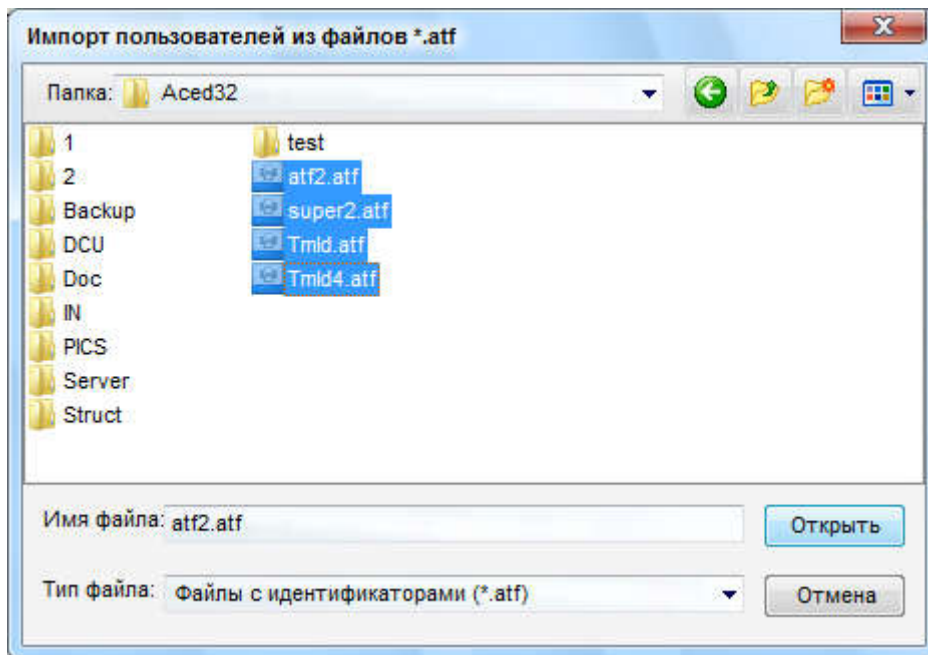 Импорт пользователей из файлов *.atf
Папка: Aced32
1
2
Backup
DCU
Doc
IN
PICS
Server
Struct
test
atf2.atf
super2.atf
Tmld.atf
Tmld4.atf
Имя файла: atf2.atf
Открыть
Тип файла: Файлы с идентификаторами (*.atf)
Отмена